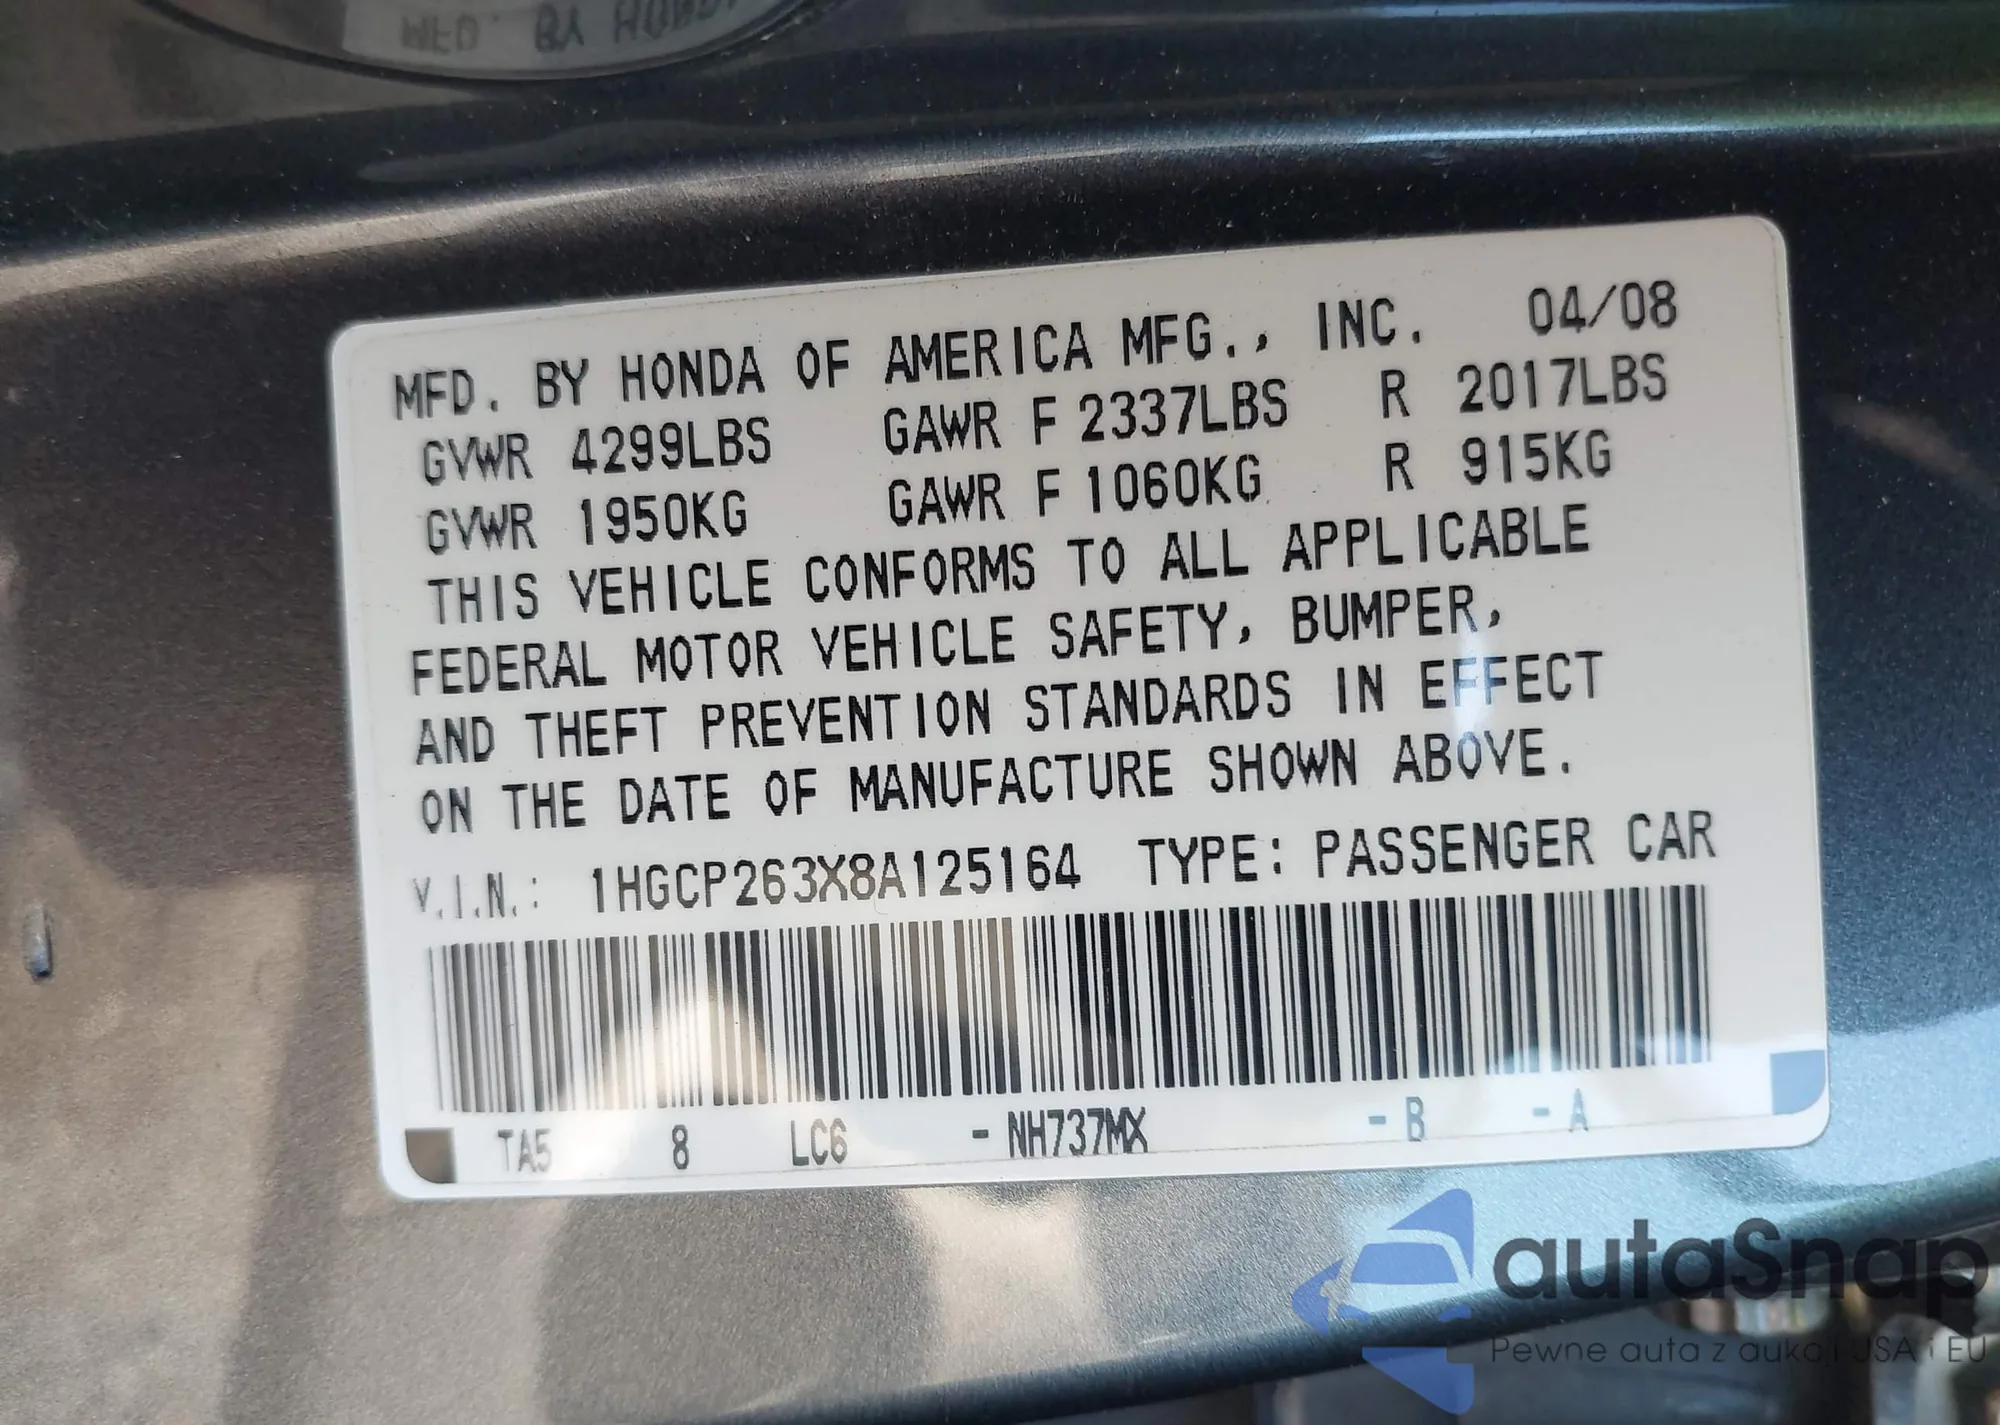 MFD. BY HONDA OF AMERICA MFG., INC. 04/08
GVWR 4299LBS GAWR F 2337LBS R 2017LBS
GVWR 1950KG GAWR F 1060KG R 915KG
THIS VEHICLE CONFORMS TO ALL APPLICABLE
FEDERAL MOTOR VEHICLE SAFETY, BUMPER,
AND THEFT PREVENTION STANDARDS IN EFFECT
ON THE DATE OF MANUFACTURE SHOWN ABOVE.
V.I.N.: 1HGCP263X8A125164 TYPE: PASSENGER CAR
TA5 8 LC6 - NH737MX - B - A
autaSnap
Pewne auta z aukcji USA i EU